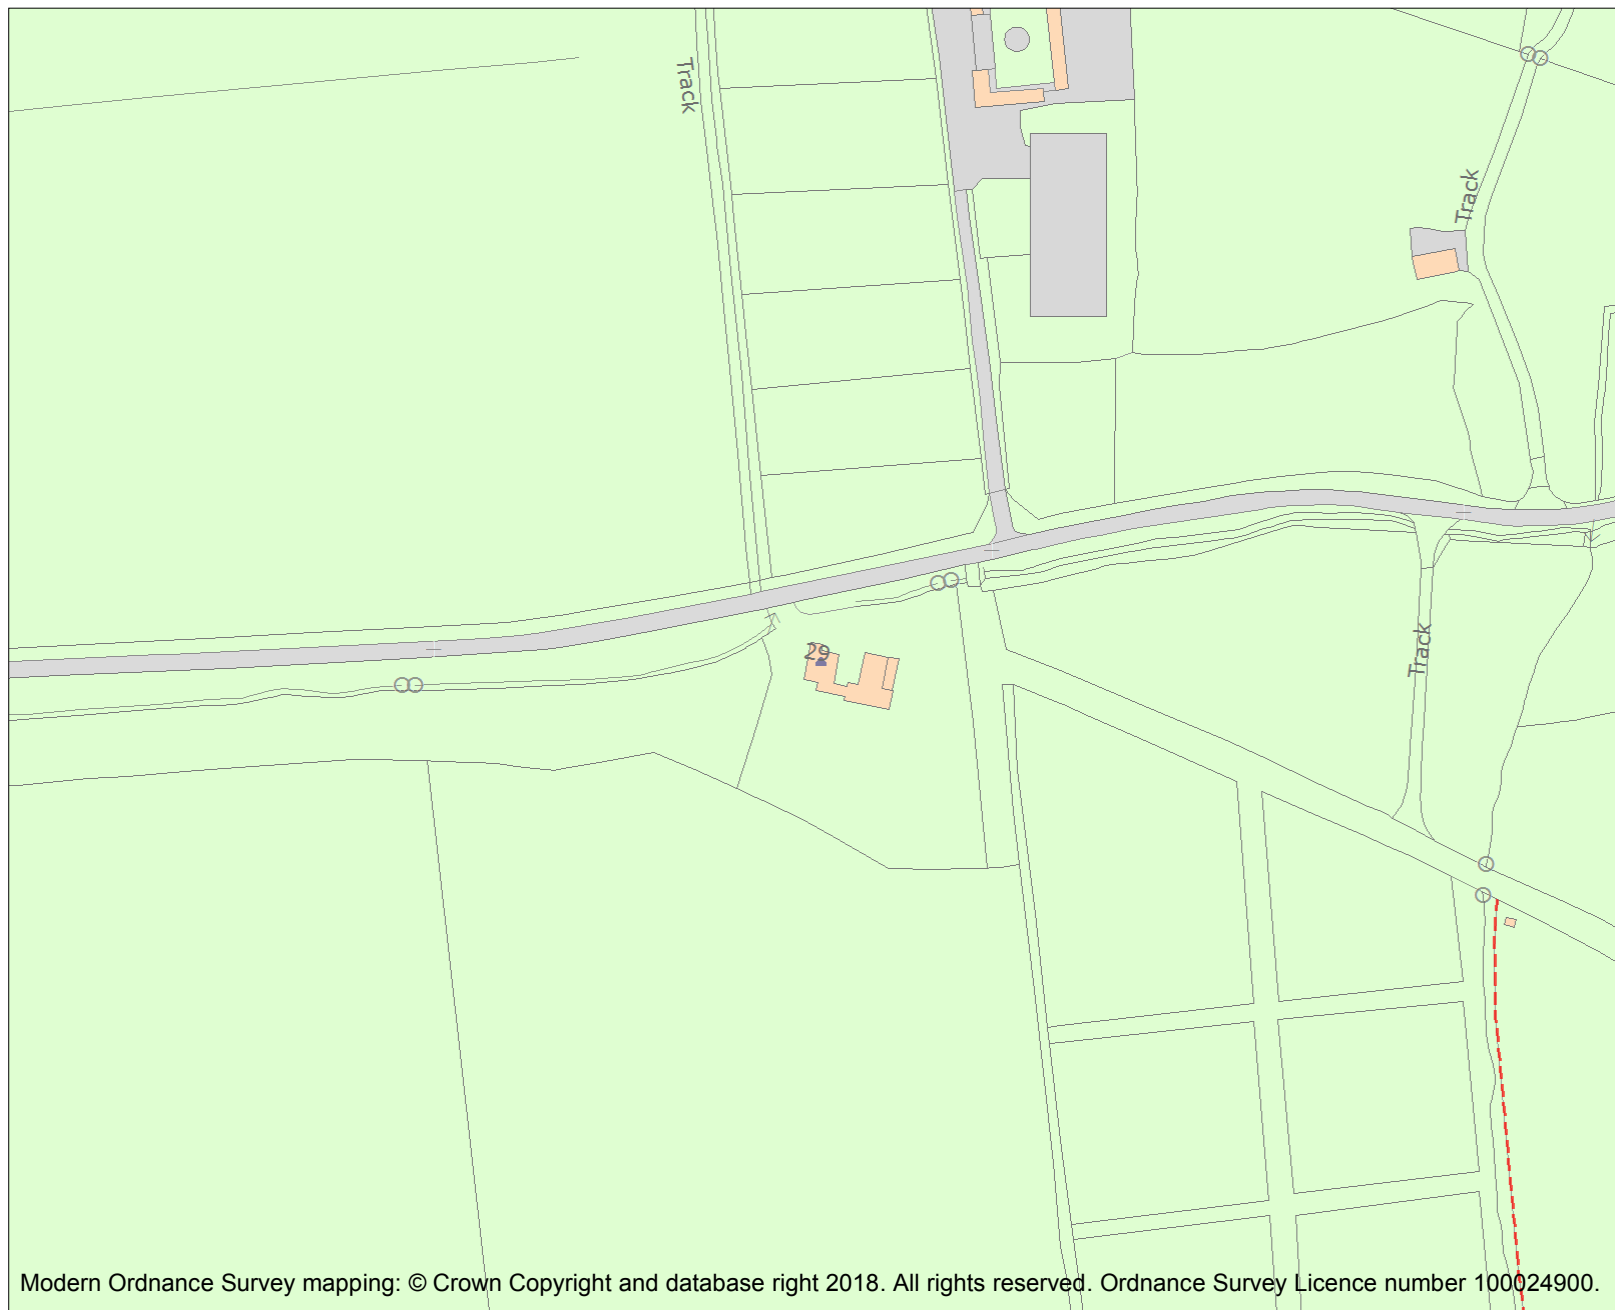 Track
Track
29
Track
Modern Ordnance Survey mapping: © Crown Copyright and database right 2018. All rights reserved. Ordnance Survey Licence number 100024900.